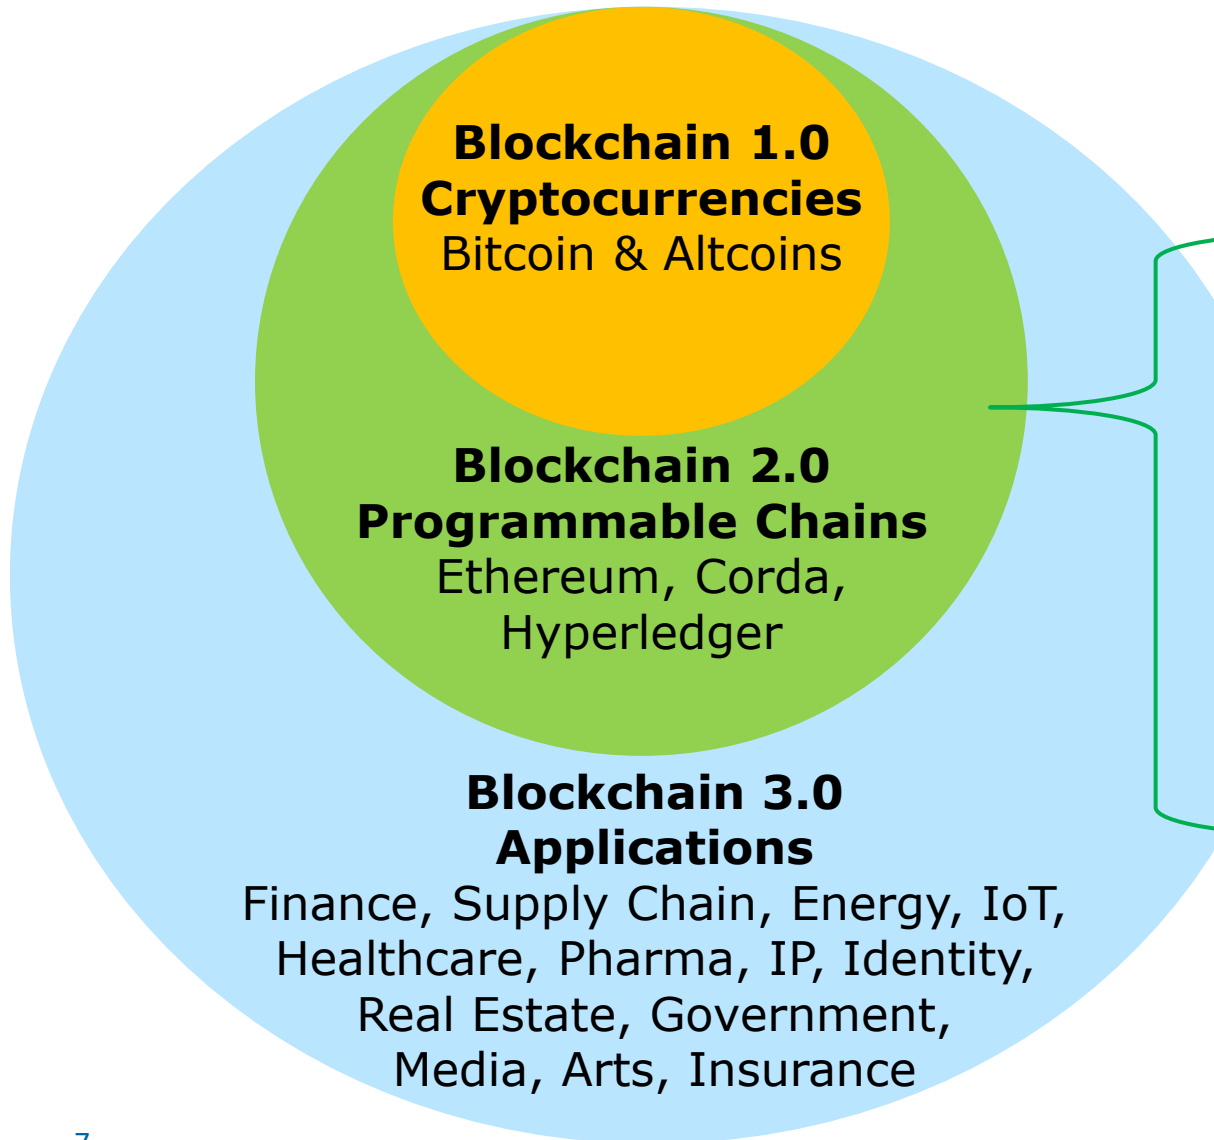 Blockchain 1.0
Cryptocurrencies
Bitcoin & Altcoins
Blockchain 2.0
Programmable Chains
Ethereum, Corda,
Hyperledger
Blockchain 3.0
Applications
Finance, Supply Chain, Energy, IoT,
Healthcare, Pharma, IP, Identity,
Real Estate, Government,
Media, Arts, Insurance
7